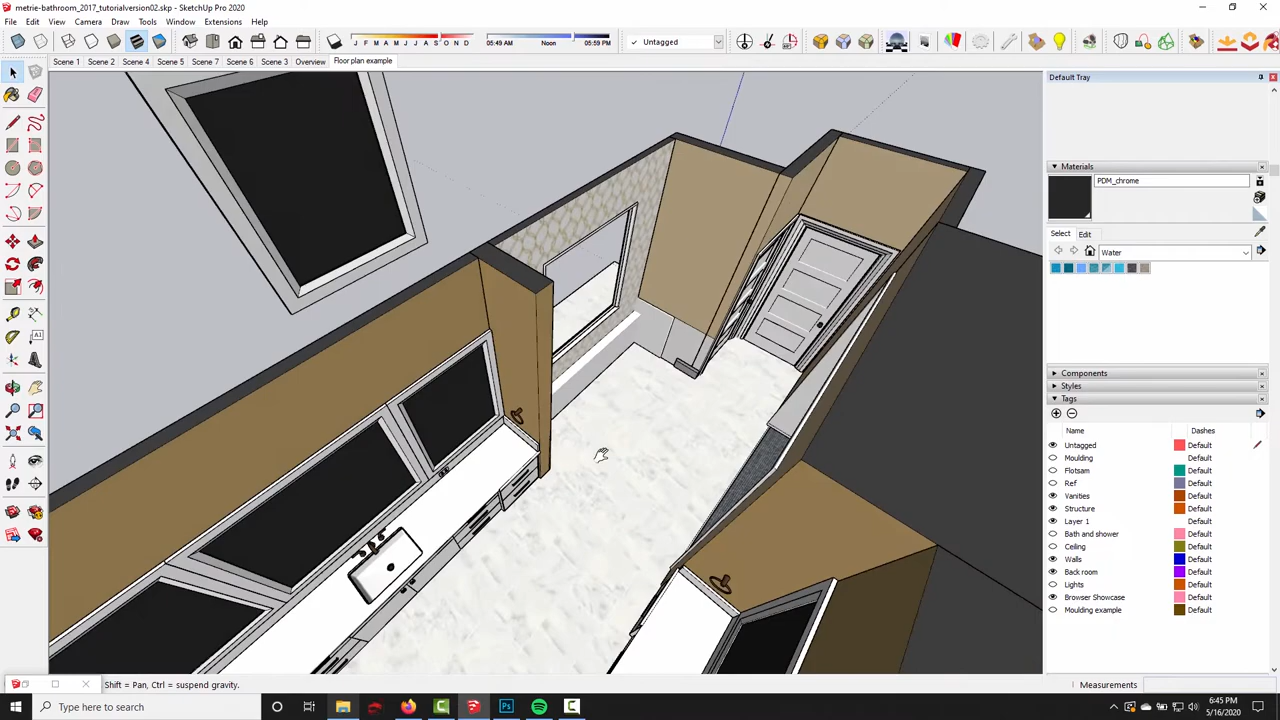 metrie-bathroom_2017_tutorialversion02.skp - SketchUp Pro 2020
File Edit View Camera Draw Tools Window Extensions Help
J F M A M J J A S O N D 05:49 AM Noon 05:59 PM Untagged
Scene 1 Scene 2 Scene 4 Scene 5 Scene 7 Scene 6 Scene 3 Overview Floor plan example
Default Tray
Materials
PDM_chrome
Select Edit
Water
Components
Styles
Tags
Name Dashes
Untagged Default
Moulding Default
Flotsam Default
Ref Default
Vanities Default
Structure Default
Layer 1 Default
Bath and shower Default
Ceiling Default
Walls Default
Back room Default
Lights Default
Browser Showcase Default
Moulding example Default
Shift = Pan, Ctrl = suspend gravity.
Measurements
Type here to search
6:45 PM
5/16/2020